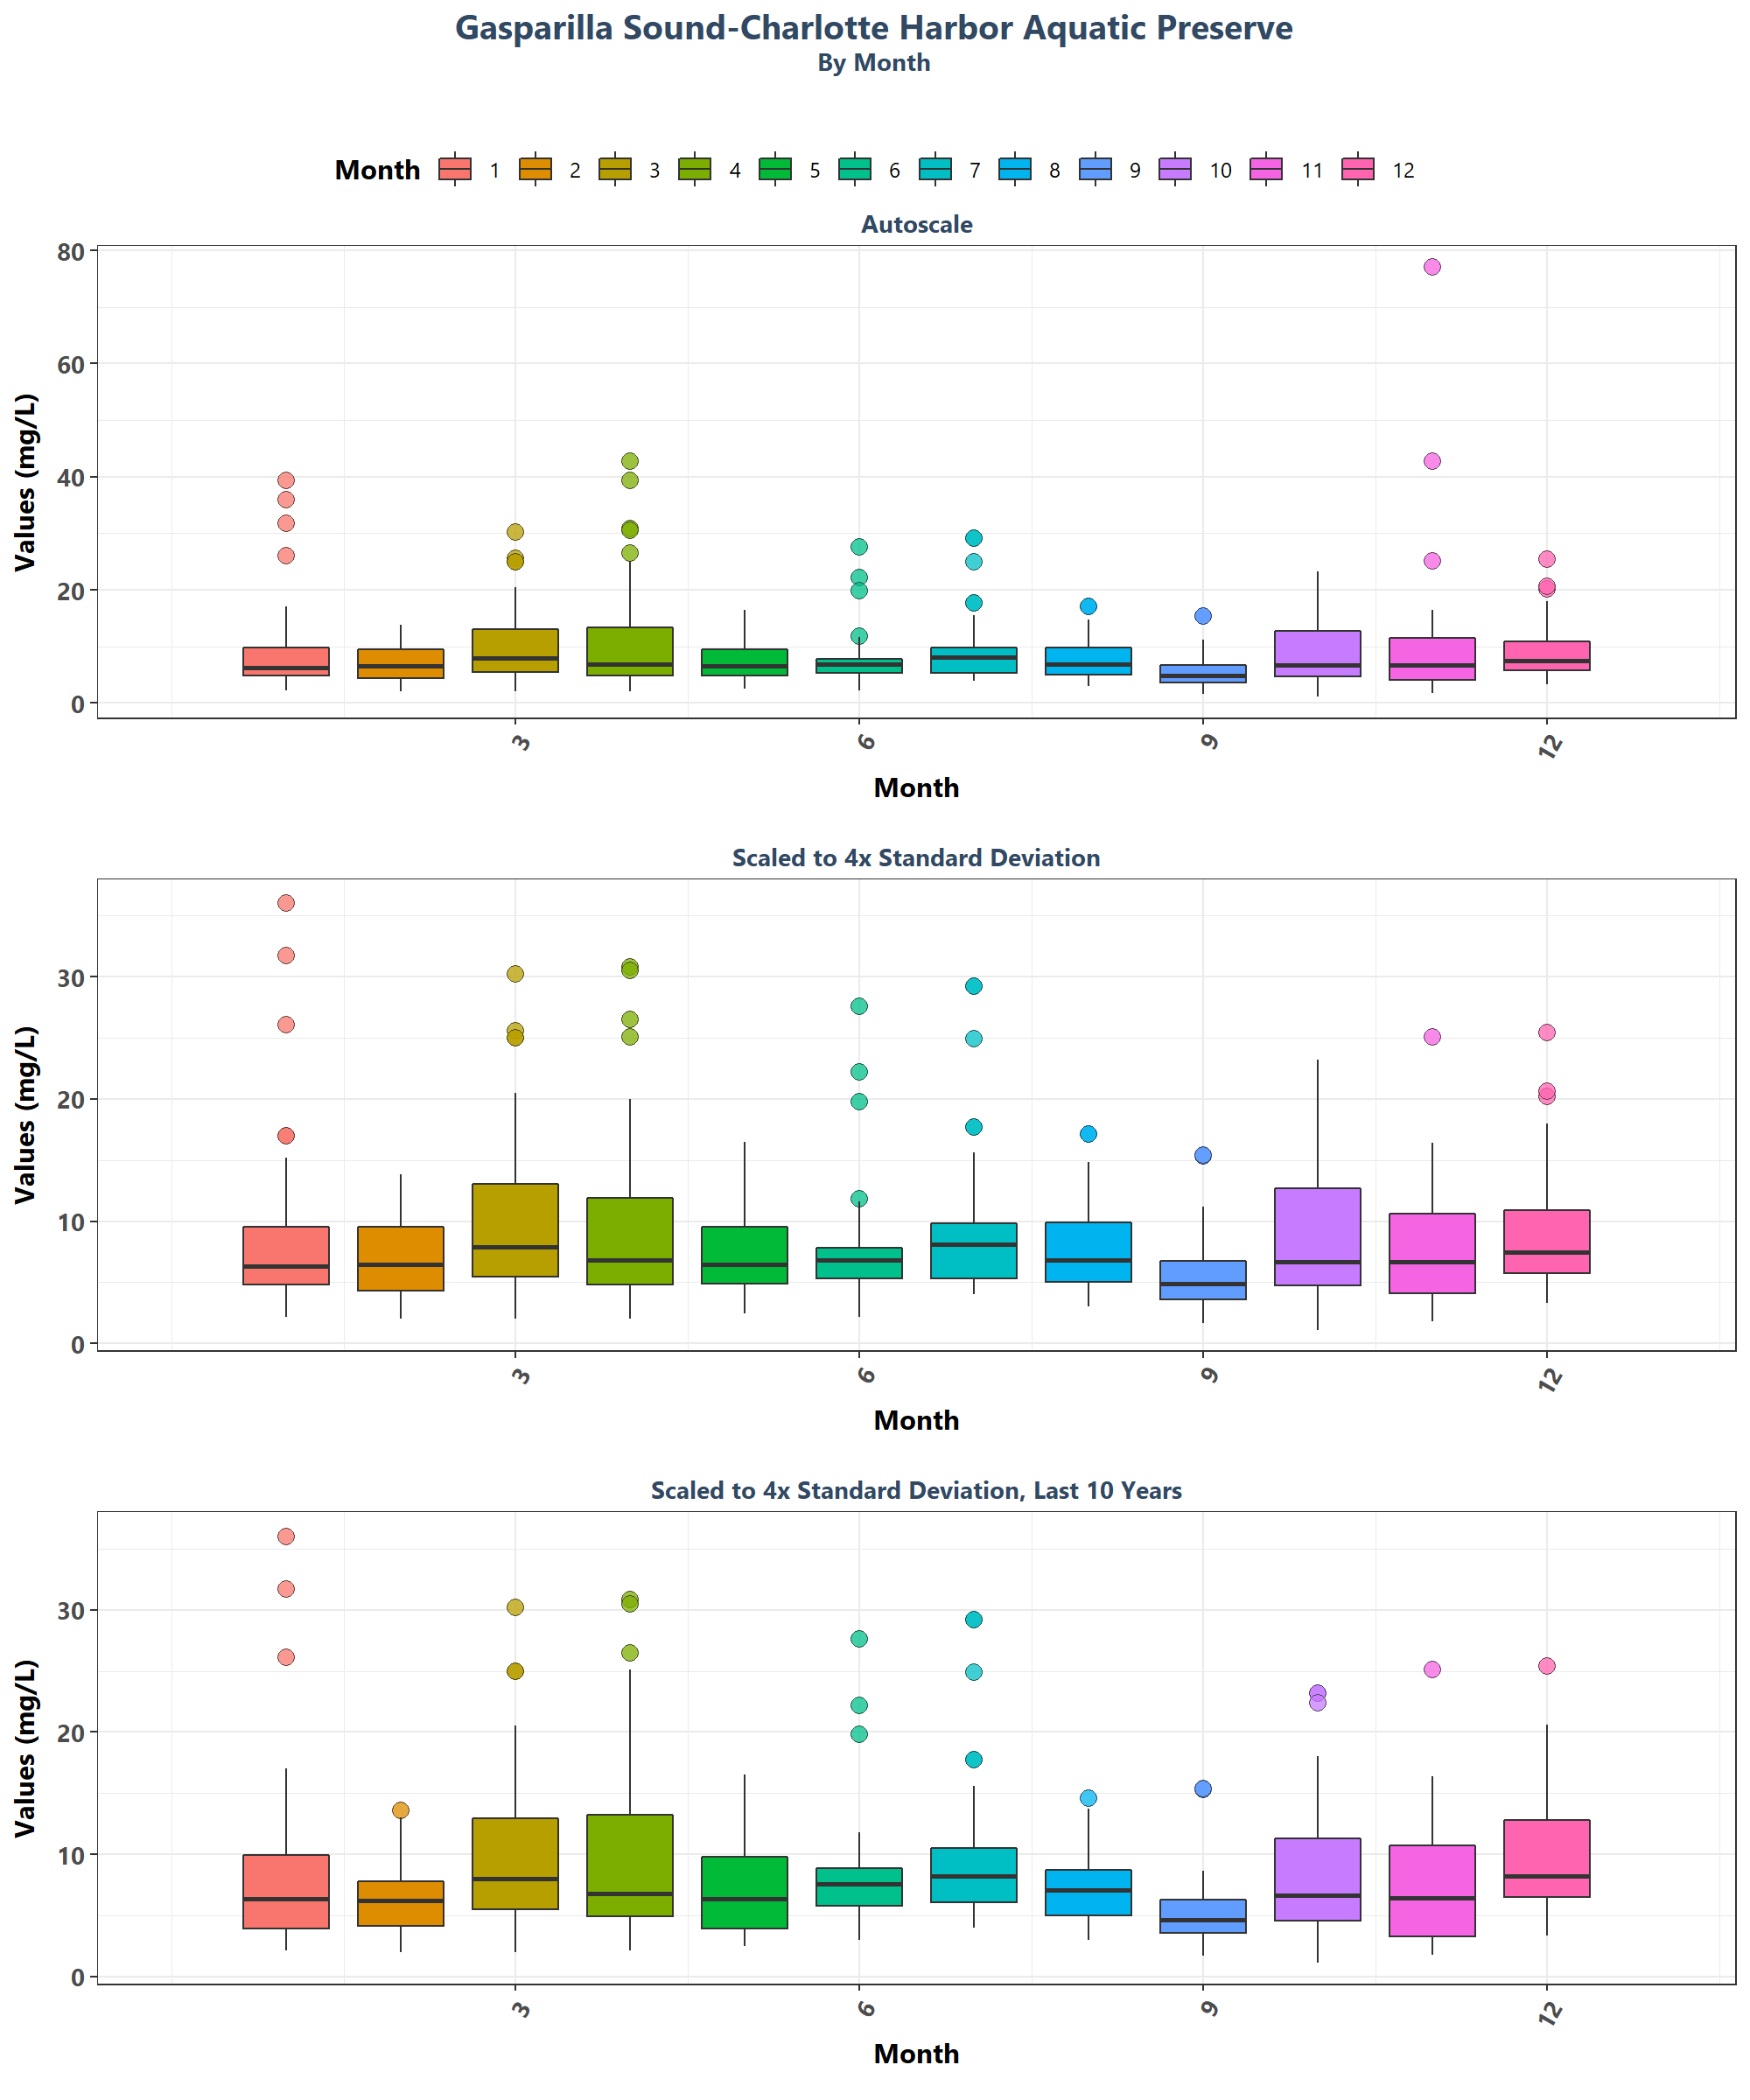 Gasparilla Sound-Charlotte Harbor Aquatic Preserve
By Month
Month 1 2 3 4 5 6 7 8 9 10 11 12
Autoscale
Values (mg/L)
80
60
40
20
0
3 6 9 12
Month
Scaled to 4x Standard Deviation
Values (mg/L)
30
20
10
0
3 6 9 12
Month
Scaled to 4x Standard Deviation, Last 10 Years
Values (mg/L)
30
20
10
0
3 6 9 12
Month